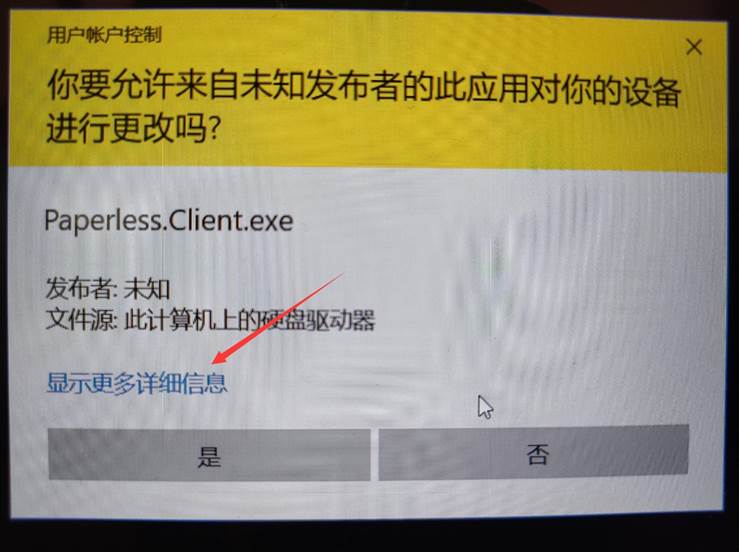 用户帐户控制
你要允许来自未知发布者的此应用对你的设备
进行更改吗?
Paperless.Client.exe
发布者: 未知
文件源: 此计算机上的硬盘驱动器
显示更多详细信息
是
否